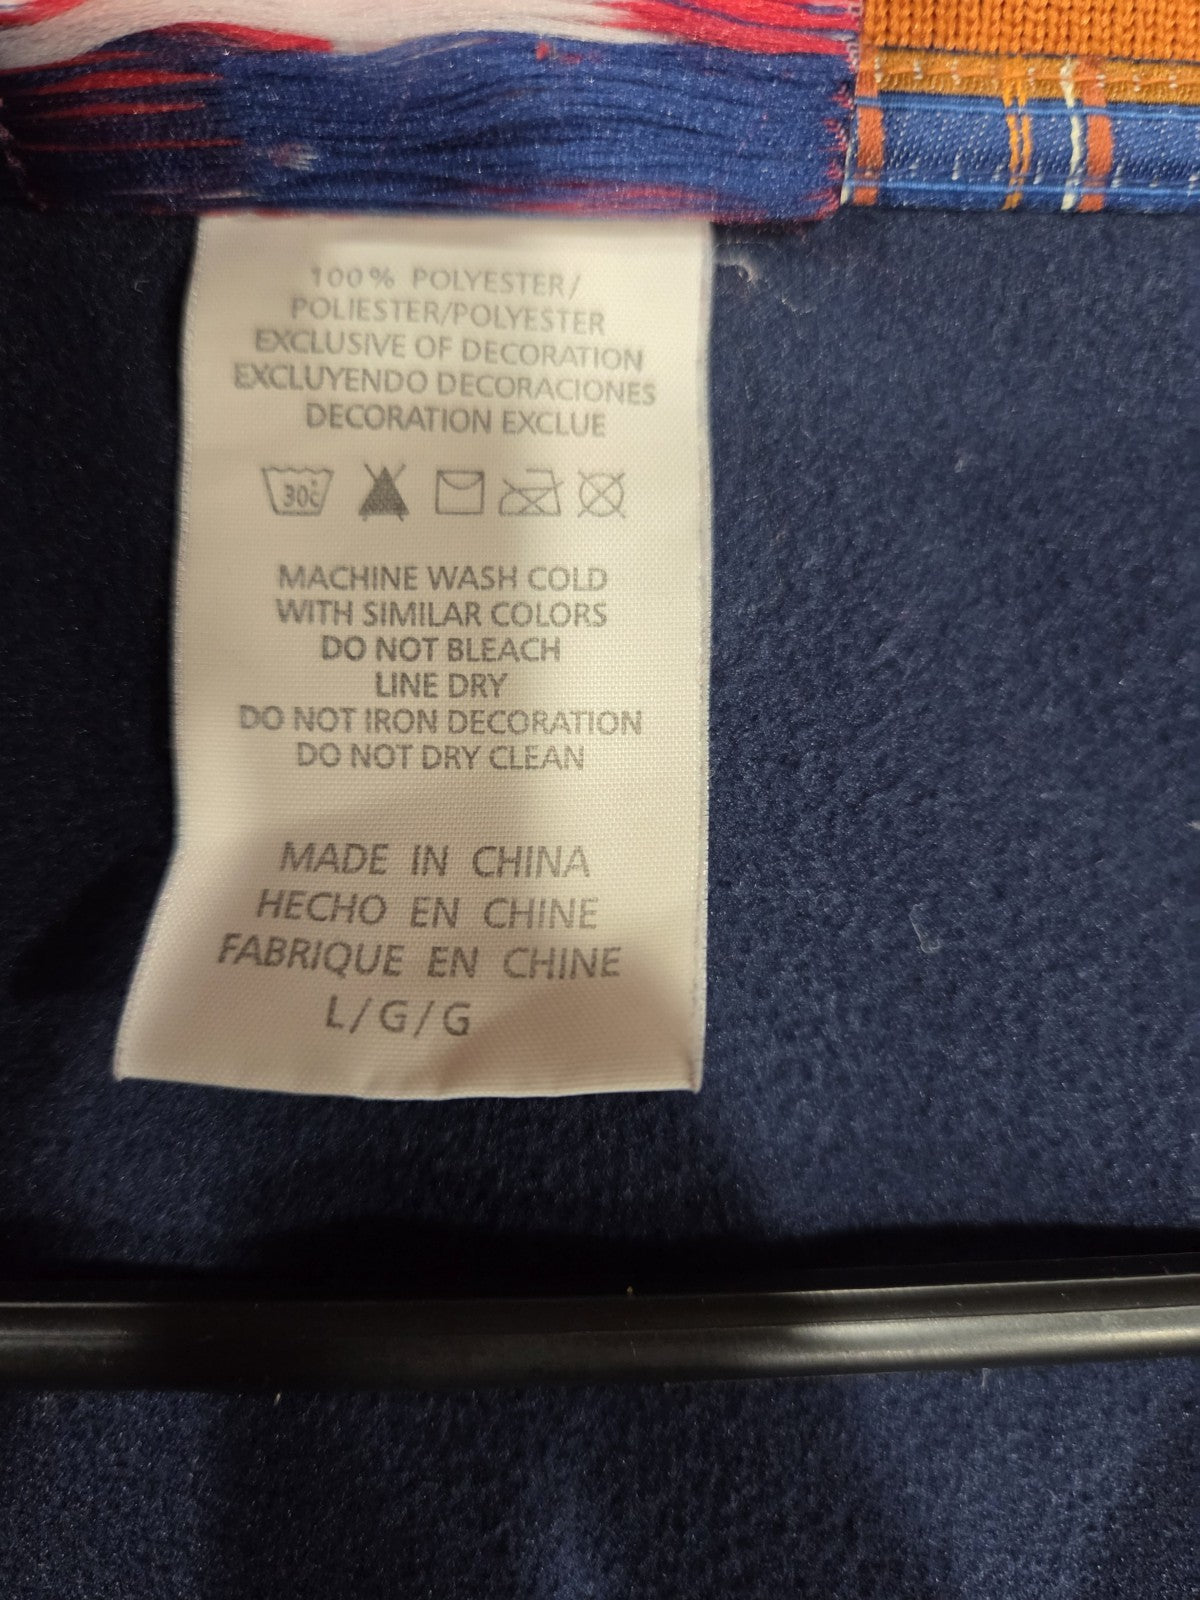 100% POLYESTER/
POLIESTER/POLYESTER
EXCLUSIVE OF DECORATION
EXCLUYENDO DECORACIONES
DECORATION EXCLUE
30c
MACHINE WASH COLD
WITH SIMILAR COLORS
DO NOT BLEACH
LINE DRY
DO NOT IRON DECORATION
DO NOT DRY CLEAN
MADE IN CHINA
HECHO EN CHINE
FABRIQUE EN CHINE
L/G/G